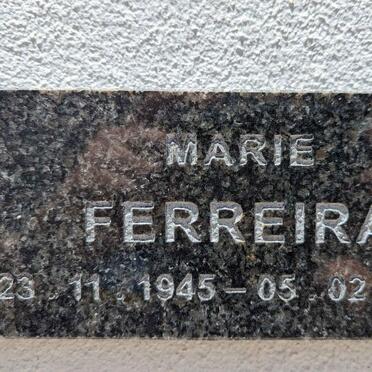 MARIE
FERREIRA
23 . 11 . 1945 – 05 . 02